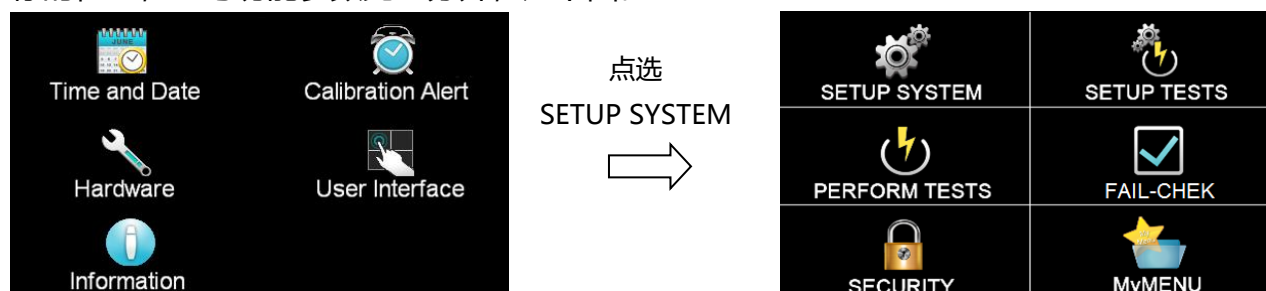 Time and Date
Calibration Alert
Hardware
User Interface
Information
点选
SETUP SYSTEM
SETUP SYSTEM
SETUP TESTS
PERFORM TESTS
FAIL-CHEK
SECURITY
MyMENU